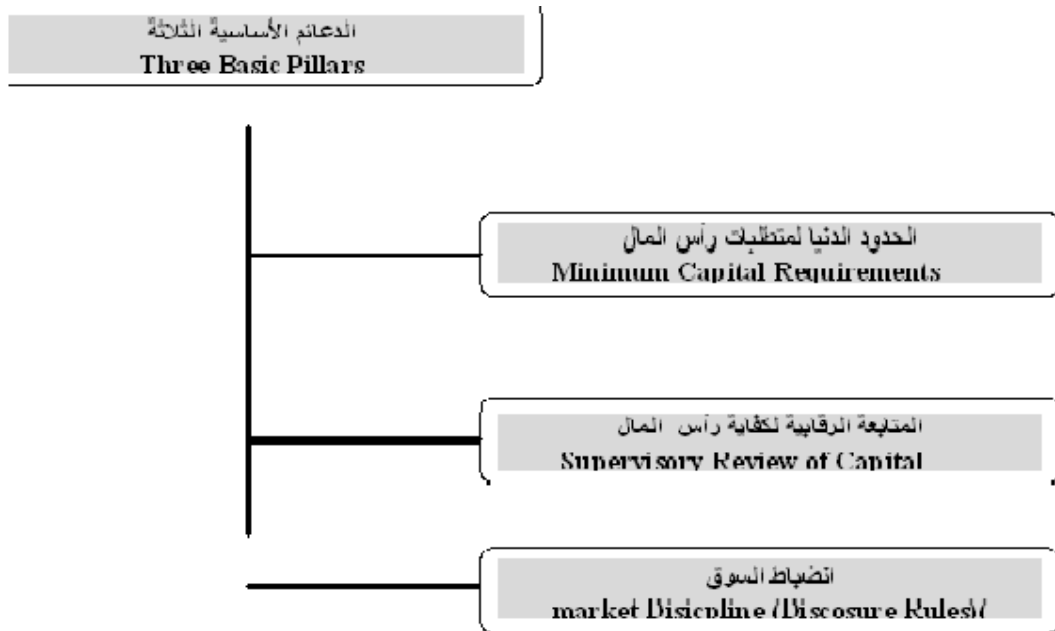 الدعائم الأساسية الثلاثة
Three Basic Pillars
الحدود الدنيا لمتطلبات رأس المال
Minimum Capital Requirements
المتابعة الرقابية لكفاية رأس المال
Supervisory Review of Capital
انضباط السوق
market Disicpline (Discosure Rules)(